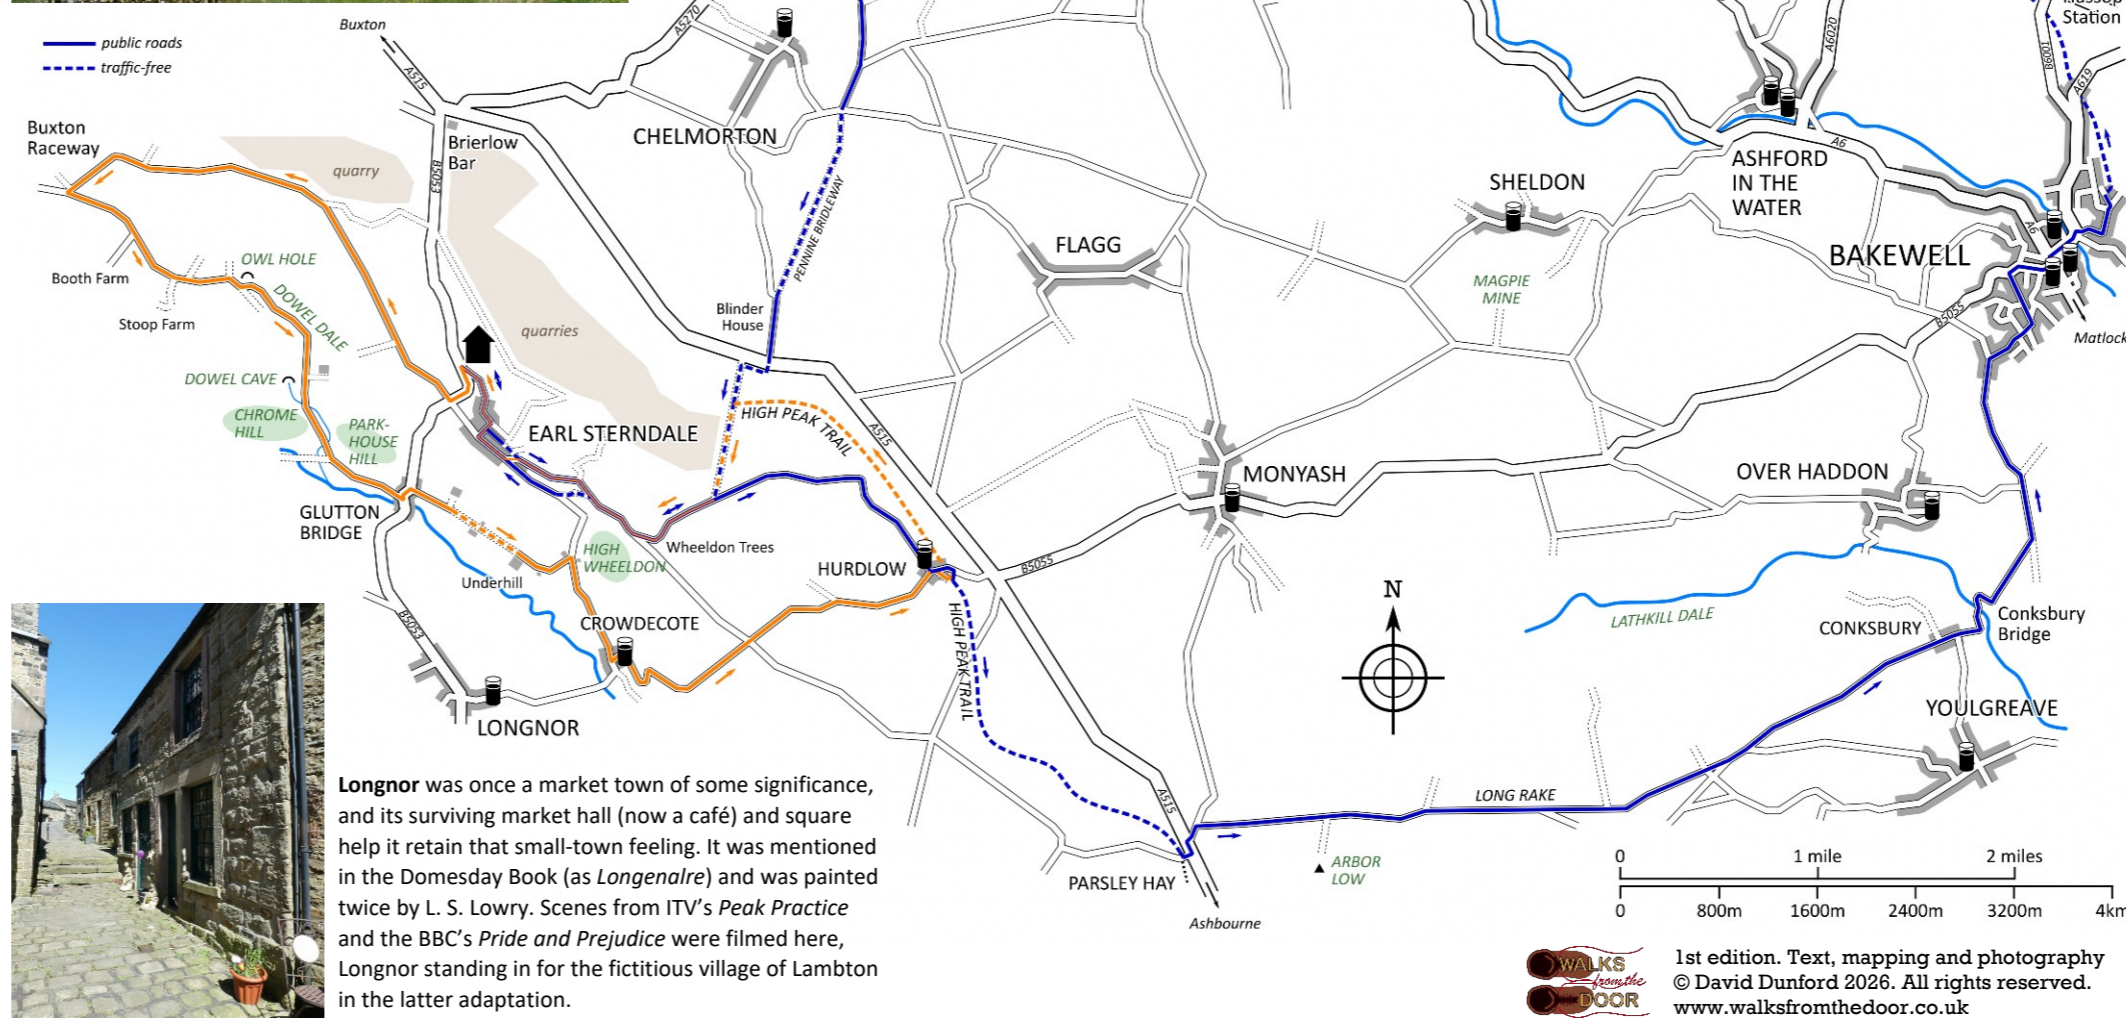 public roads
traffic-free
Buxton
A515
A5270
Station
A6020
B6001
A619
Buxton
Raceway
quarry
Brierlow
Bar
B5053
CHELMORTON
PENNINE BRIDLEWAY
SHELDON
ASHFORD
IN THE
WATER
A6
A6
BAKEWELL
B5055
Matlock
FLAGG
MAGPIE
MINE
Booth Farm
OWL HOLE
Stoop Farm
DOWEL DALE
quarries
Blinder
House
DOWEL CAVE
CHROME
HILL
PARK-
HOUSE
HILL
EARL STERNDALE
HIGH PEAK TRAIL
A515
GLUTTON
BRIDGE
MONYASH
OVER HADDON
HIGH
WHEELDON
Wheeldon Trees
HURDLOW
B5055
Underhill
CROWDECOTE
B5053
HIGH PEAK TRAIL
N
LATHKILL DALE
CONKSBURY
Conksbury
Bridge
LONGNOR
YOULGREAVE
A515
LONG RAKE
PARSLEY HAY
ARBOR
LOW
Ashbourne
Longnor was once a market town of some significance,
and its surviving market hall (now a café) and square
help it retain that small-town feeling. It was mentioned
in the Domesday Book (as Longenalre) and was painted
twice by L. S. Lowry. Scenes from ITV’s Peak Practice
and the BBC’s Pride and Prejudice were filmed here,
Longnor standing in for the fictitious village of Lambton
in the latter adaptation.
0 1 mile 2 miles
0 800m 1600m 2400m 3200m 4km
WALKS
from the
DOOR
1st edition. Text, mapping and photography
© David Dunford 2026. All rights reserved.
www.walksfromthedoor.co.uk